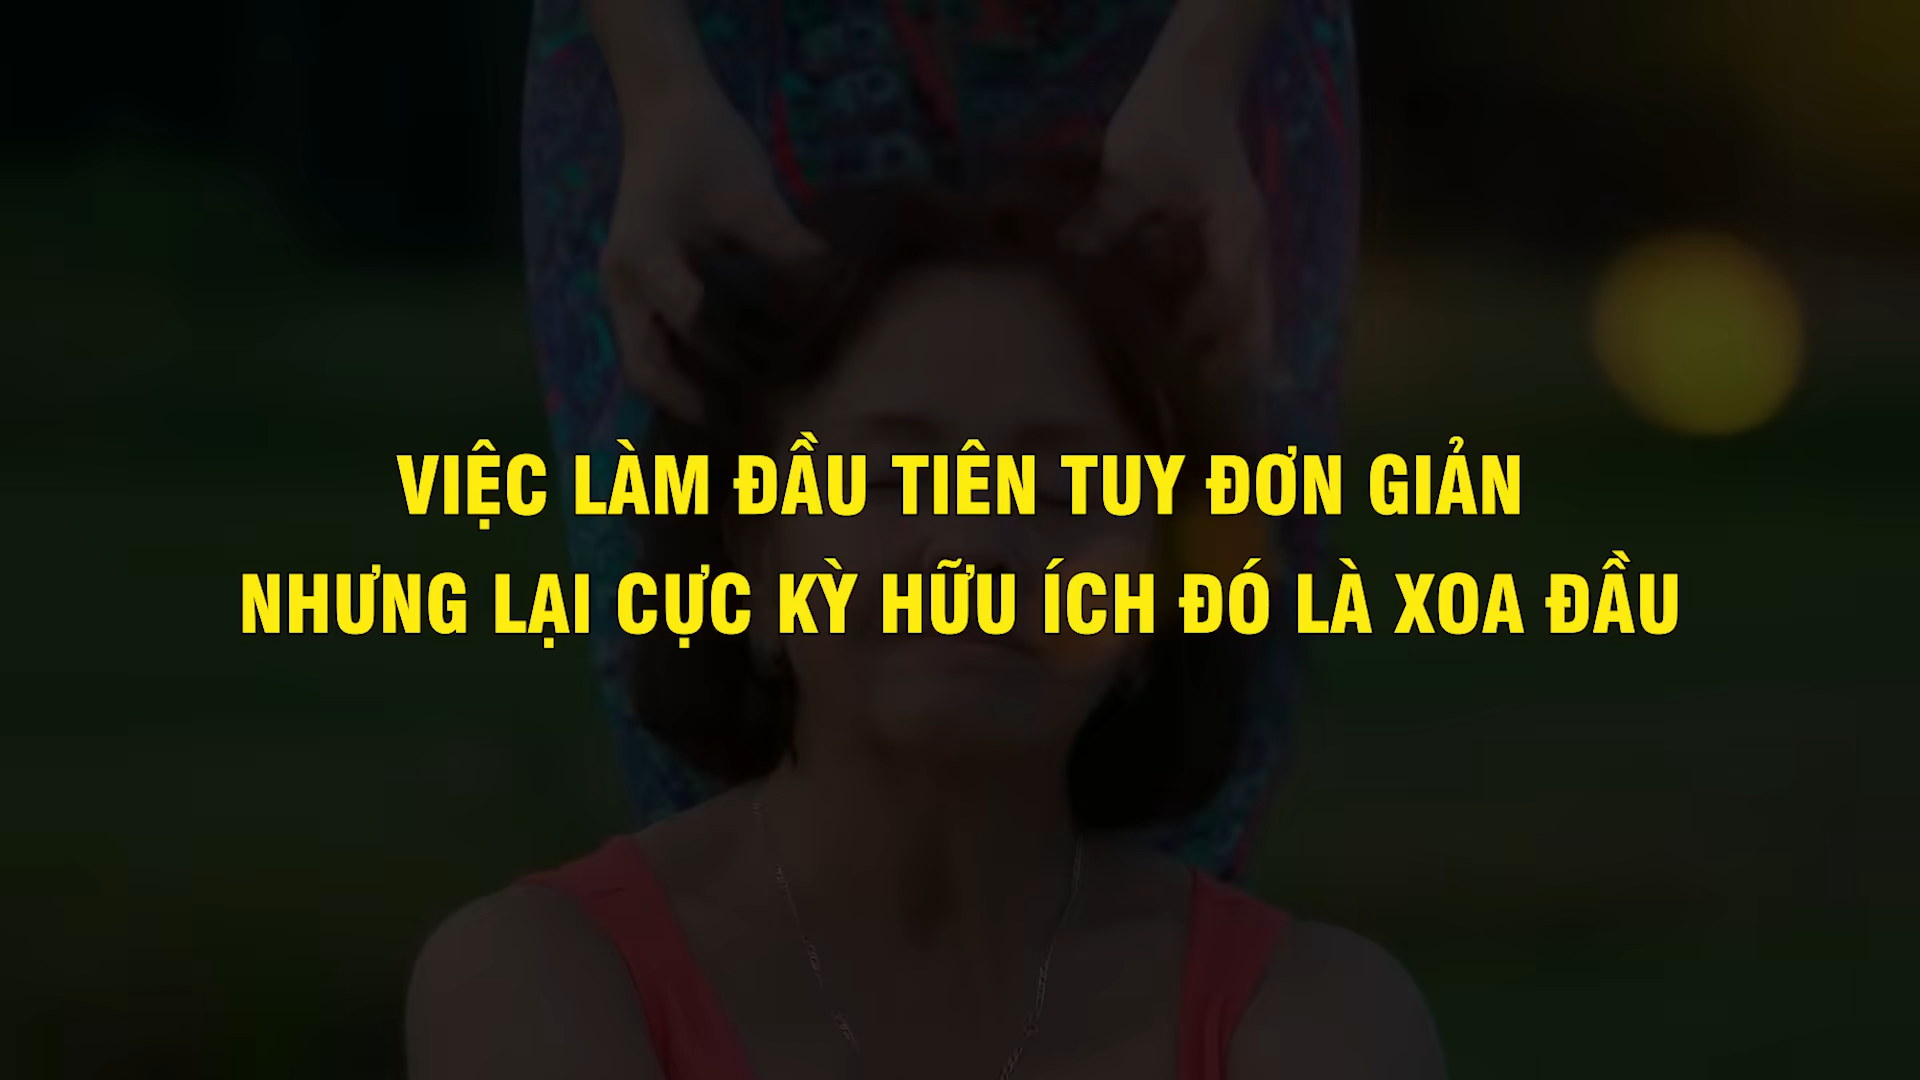 VIỆC LÀM ĐẦU TIÊN TUY ĐƠN GIẢN
NHƯNG LẠI CỰC KỲ HỮU ÍCH ĐÓ LÀ XOA ĐẦU